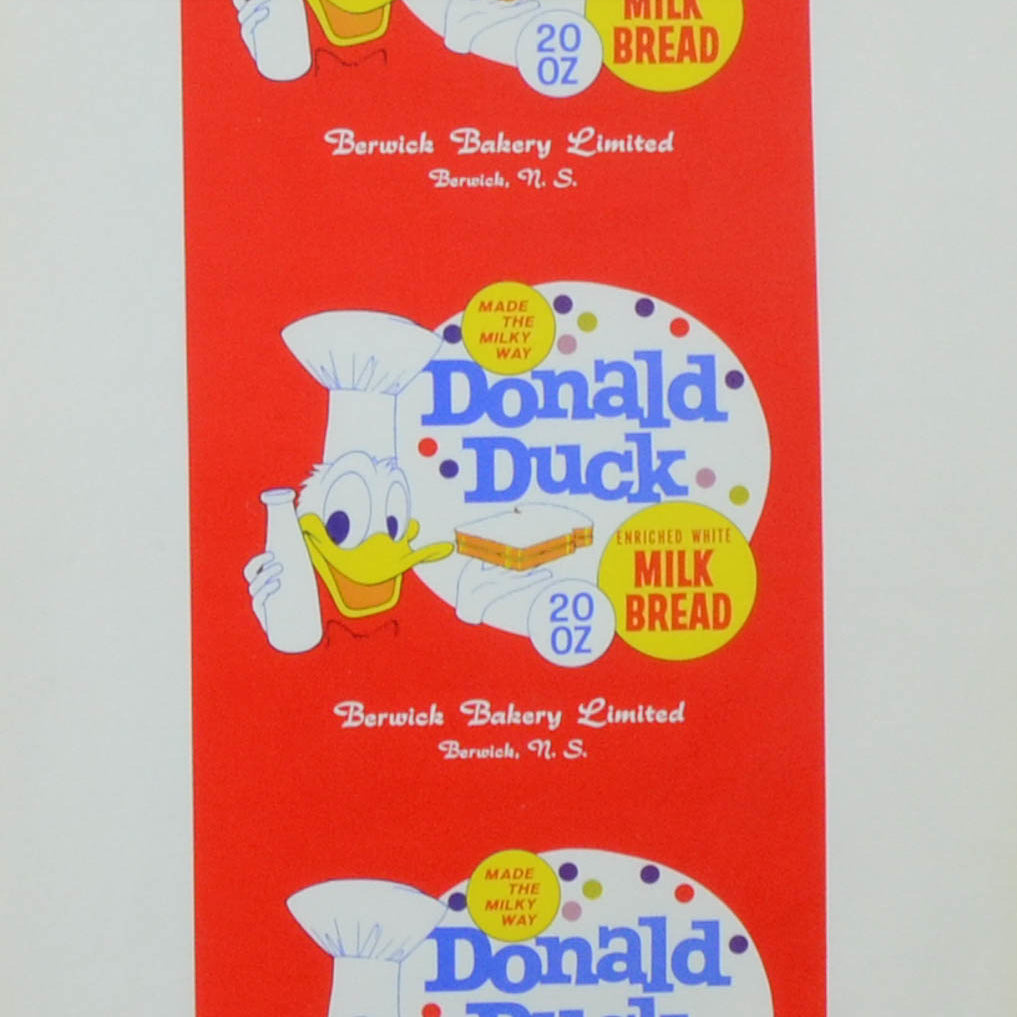 MILK
BREAD
20
OZ
Berwick Bakery Limited
Berwick, N. S.
MADE
THE
MILKY
WAY
Donald
Duck
ENRICHED WHITE
MILK
BREAD
20
OZ
Berwick Bakery Limited
Berwick, N. S.
MADE
THE
MILKY
WAY
Donald
Duck